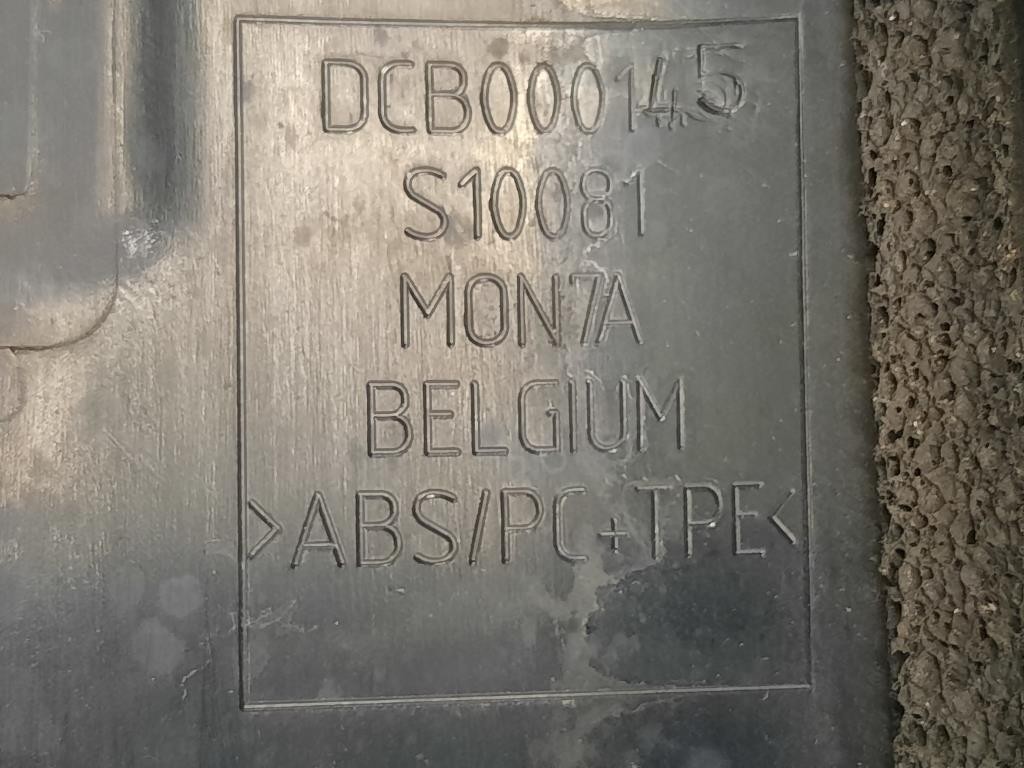 DCB000145
S10081
MON7A
BELGIUM
>ABS/PC+TPE<